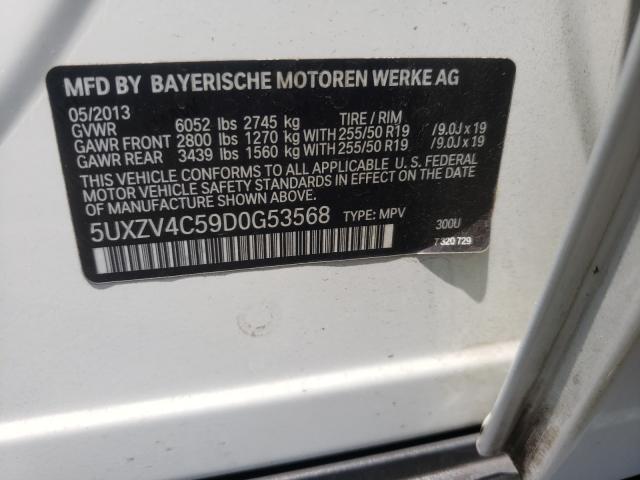 MFD BY BAYERISCHE MOTOREN WERKE AG
05/2013
GVWR 6052 lbs 2745 kg TIRE / RIM
GAWR FRONT 2800 lbs 1270 kg WITH 255/50 R19 /9.0J x 19
GAWR REAR 3439 lbs 1560 kg WITH 255/50 R19 /9.0J x 19
THIS VEHICLE CONFORMS TO ALL APPLICABLE U. S. FEDERAL
MOTOR VEHICLE SAFETY STANDARDS IN EFFECT ON THE DATE
OF MANUFACTURE SHOWN ABOVE.
5UXZV4C59D0G53568 TYPE: MPV 300U
7 320 729